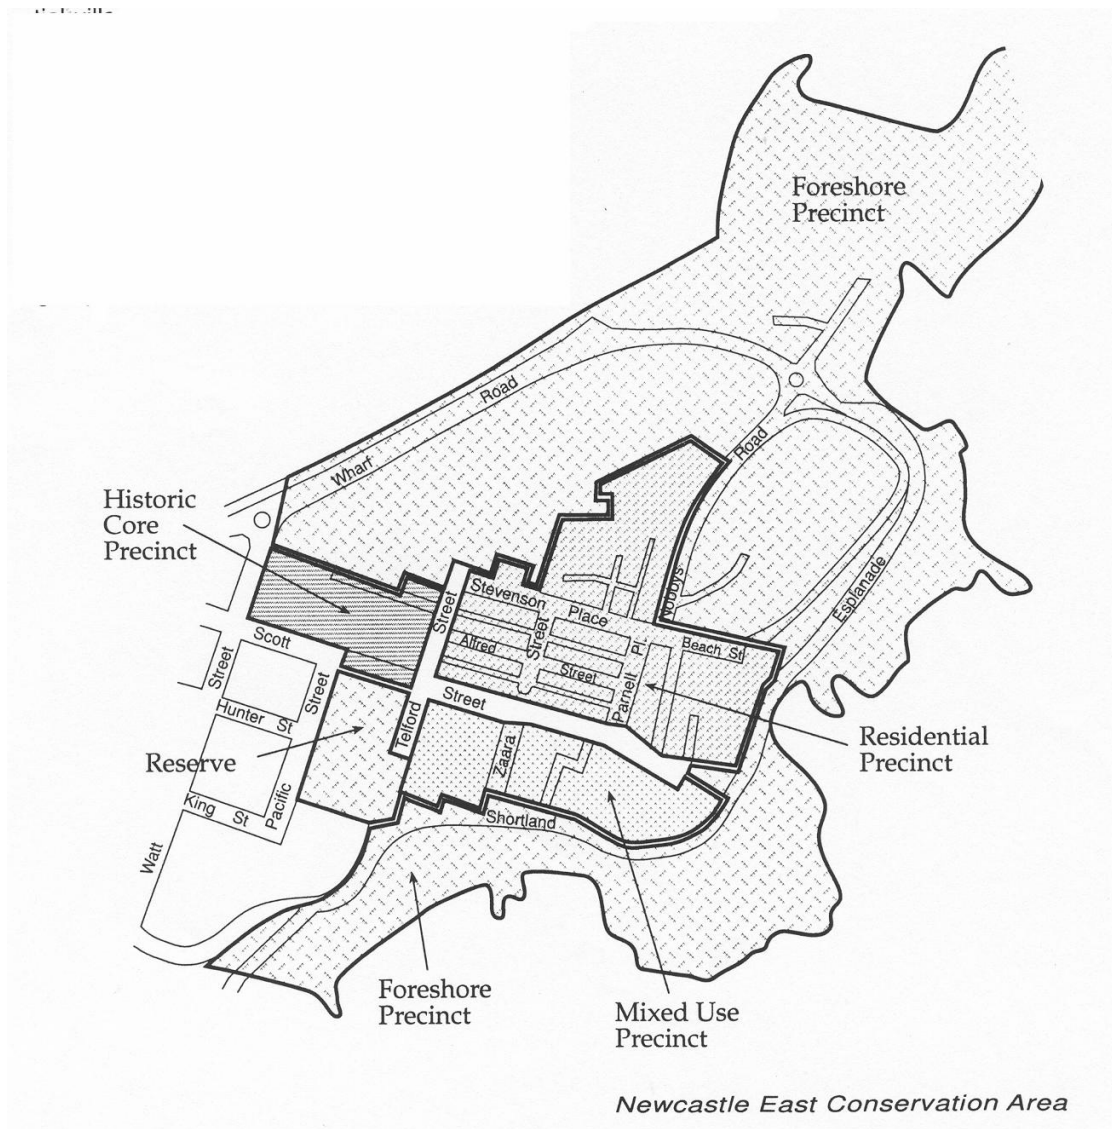 Foreshore
Precinct
Road
Wharf
Road
Historic
Core
Precinct
Esplanade
Stevenson
Place
Street
Street
Alfred
Street
Beach St
Pl
Parnell
Scott
Street
Street
Street
Hunter St
Telford
Zaara
Reserve
Residential
Precinct
Pacific
King St
Shortland
Watt
Foreshore
Precinct
Mixed Use
Precinct
Newcastle East Conservation Area